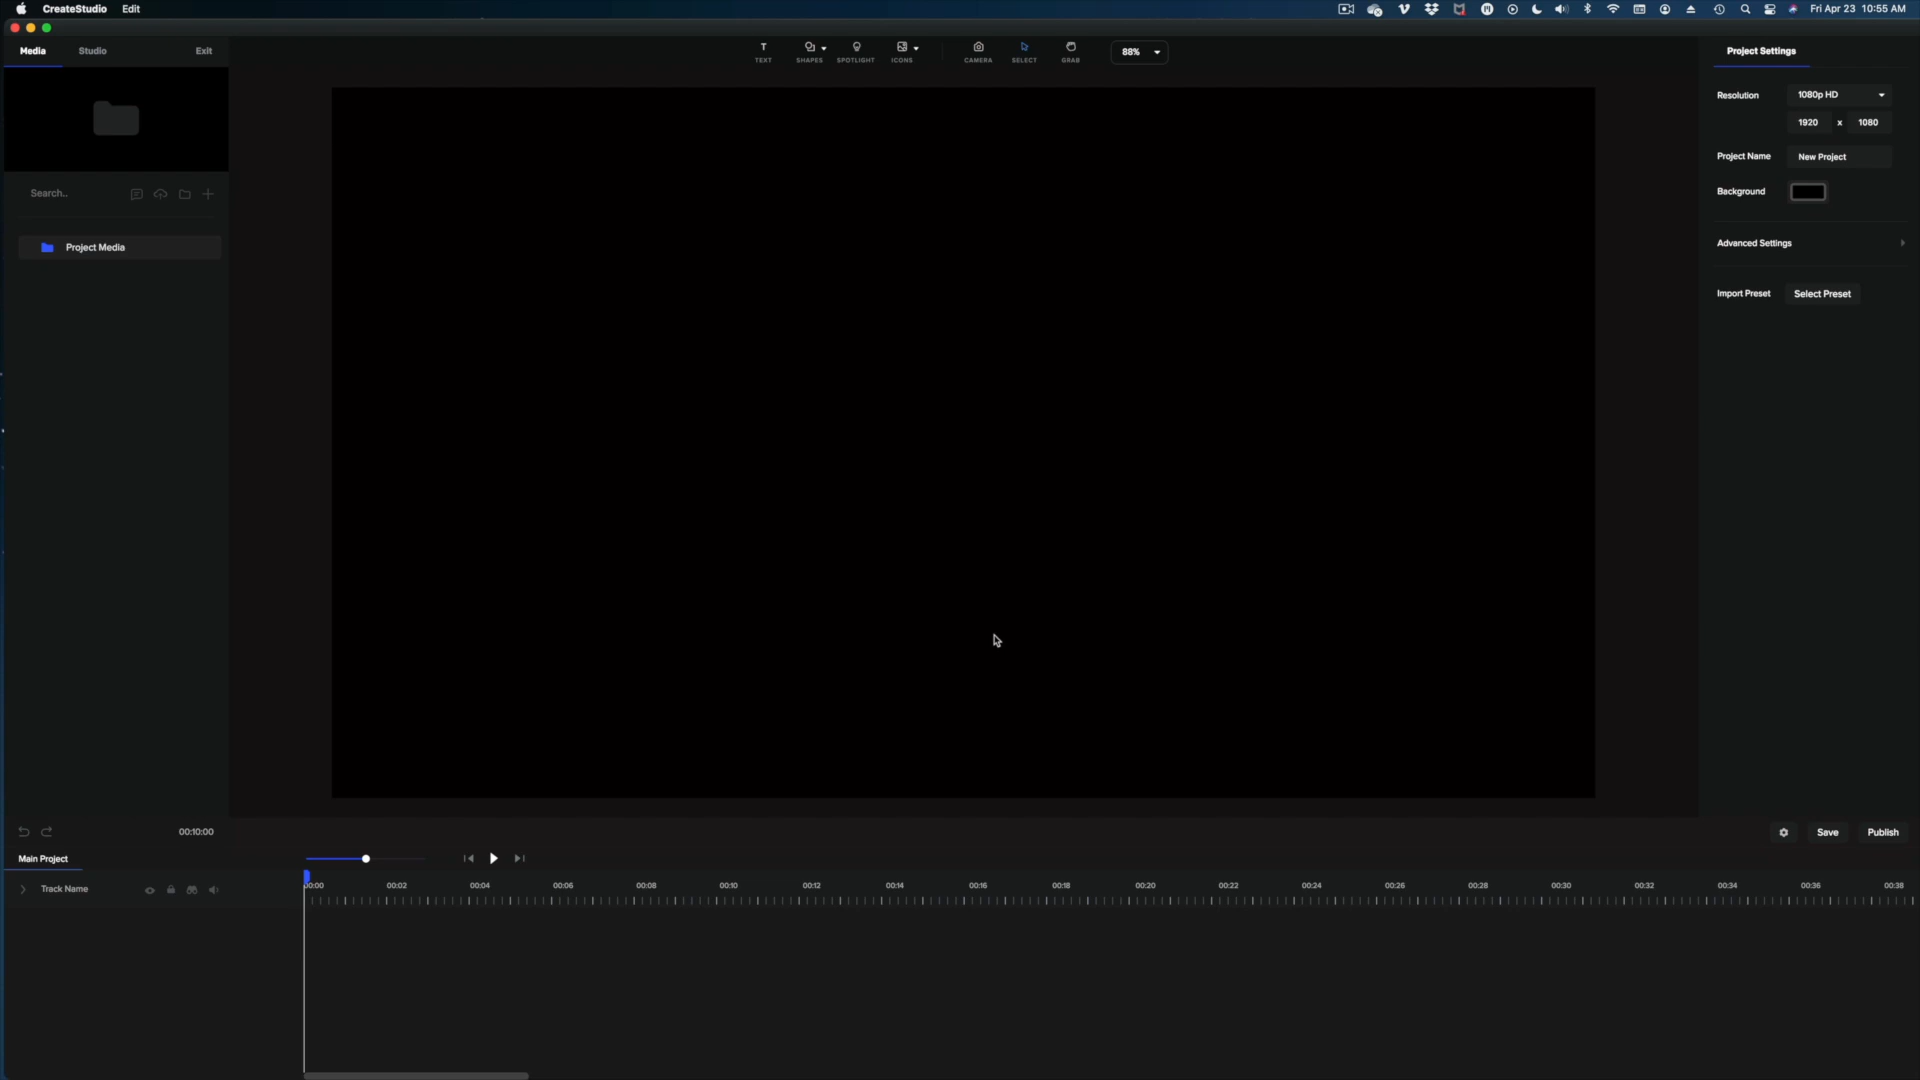 CreateStudio Edit
Fri Apr 23 10:55 AM
Media Studio Exit
TEXT SHAPES SPOTLIGHT ICONS CAMERA SELECT GRAB 88%
Project Settings
Resolution 1080p HD
1920 x 1080
Project Name New Project
Background
Advanced Settings
Import Preset Select Preset
Search..
Project Media
00:10:00
Save Publish
Main Project
Track Name
00:00 00:02 00:04 00:06 00:08 00:10 00:12 00:14 00:16 00:18 00:20 00:22 00:24 00:26 00:28 00:30 00:32 00:34 00:36 00:38